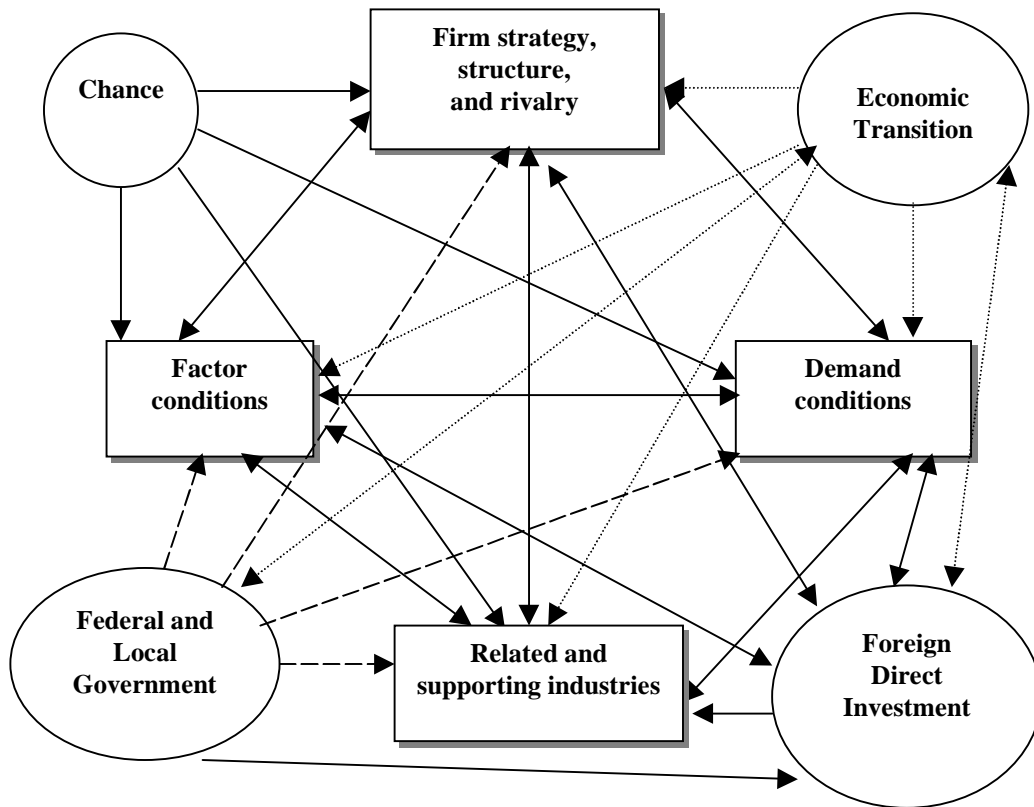 Firm strategy,
structure,
and rivalry
Chance
Economic
Transition
Factor
conditions
Demand
conditions
Federal and
Local
Government
Related and
supporting industries
Foreign
Direct
Investment